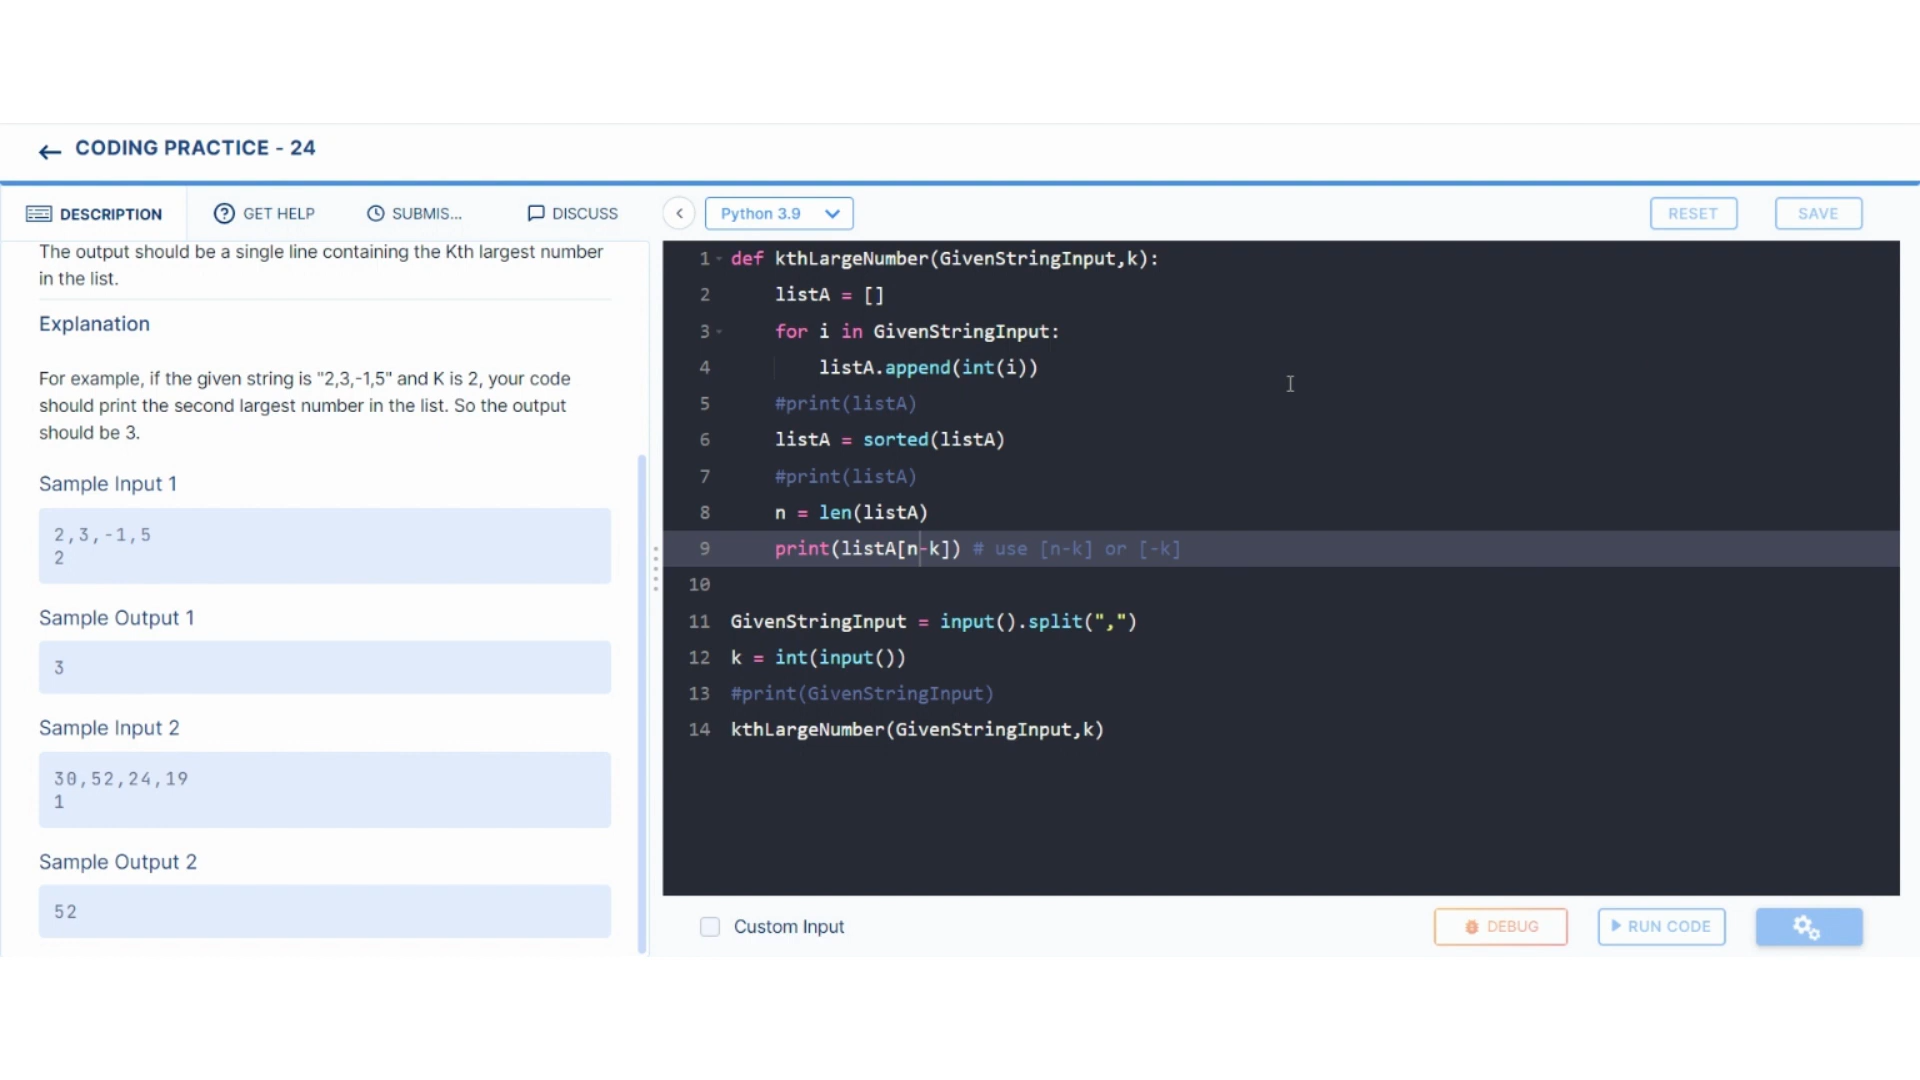 CODING PRACTICE - 24
DESCRIPTION
GET HELP
SUBMIS...
DISCUSS
Python 3.9
RESET
SAVE
The output should be a single line containing the Kth largest number
in the list.
Explanation
For example, if the given string is "2,3,-1,5" and K is 2, your code
should print the second largest number in the list. So the output
should be 3.
Sample Input 1
2,3,-1,5
2
Sample Output 1
3
Sample Input 2
30,52,24,19
1
Sample Output 2
52
1 def kthLargeNumber(GivenStringInput,k):
2     listA = []
3     for i in GivenStringInput:
4         listA.append(int(i))
5     #print(listA)
6     listA = sorted(listA)
7     #print(listA)
8     n = len(listA)
9     print(listA[n-k]) # use [n-k] or [-k]
10
11 GivenStringInput = input().split(",")
12 k = int(input())
13 #print(GivenStringInput)
14 kthLargeNumber(GivenStringInput,k)
Custom Input
DEBUG
RUN CODE